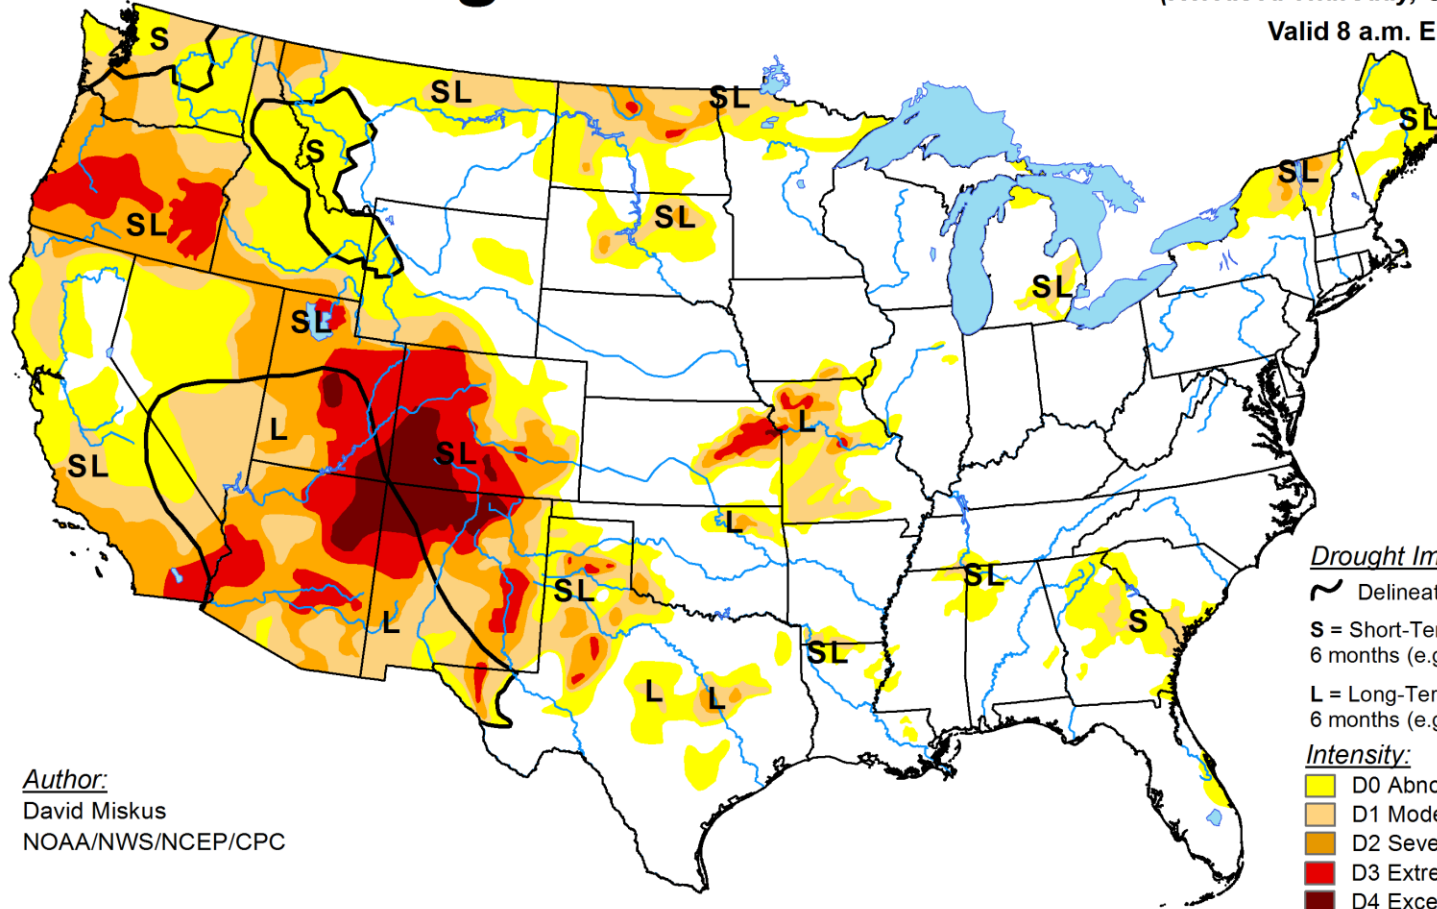 Valid 8 a.m. E
S
SL
SL
SL
SL
S
SL
SL
SL
SL
L
L
SL
SL
L
SL
SL
S
L
SL
L
L
Author:
David Miskus
NOAA/NWS/NCEP/CPC
Drought Im
Delineat
S = Short-Ter
6 months (e.g
L = Long-Ter
6 months (e.g
Intensity:
D0 Abno
D1 Mode
D2 Seve
D3 Extre
D4 Exce